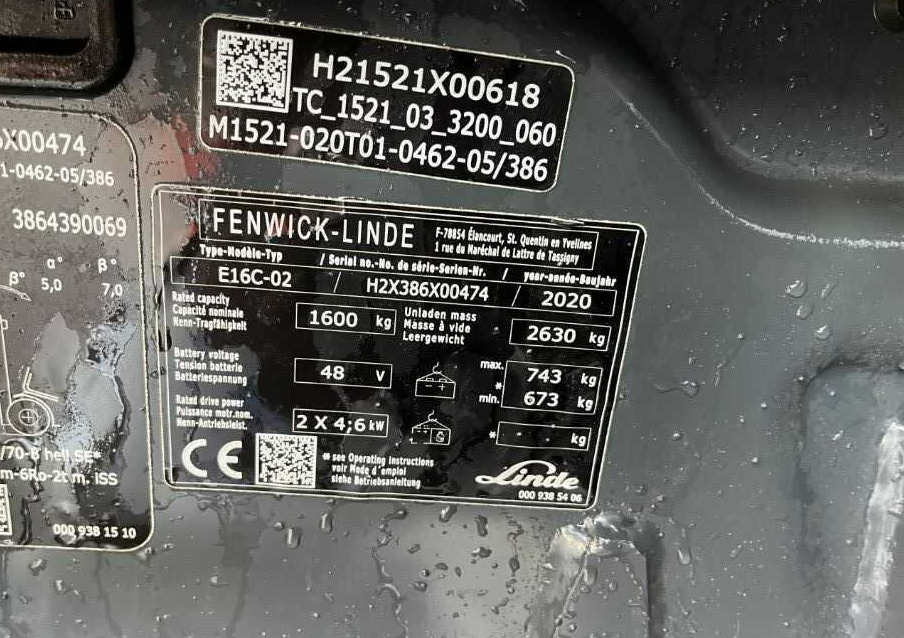 H21521X00618
TC_1521_03_3200_060
M1521-020T01-0462-05/386
X00474
1-0462-05/386
3864390069
α° β°
β° 5,0 7,0
/70-8
m-6Ro-2t m. ISS
000 938 15 10
FENWICK-LINDE
F-78854 Élancourt, St. Quentin en Yvelines
1 rue du Maréchal de Lattre de Tassigny
Type-Modèle-Typ / Serial no.-No. de série-Serien-Nr. / year-année-Baujahr
E16C-02 / H2X386X00474 / 2020
Rated capacity
Capacité nominale
Nenn-Tragfähigkeit
1600 kg
Unladen mass
Masse à vide
Leergewicht
2630 kg
Battery voltage
Tension batterie
Batteriespannung
48 V
max. 743 kg
*
min. 673 kg
Rated drive power
Puissance motr.nom.
Nenn-Antriebsleist.
2 X 4;6 kW
* - - - kg
CE
* see Operating instructions
voir Mode d'emploi
siehe Betriebsanleitung
Linde
000 938 54 06